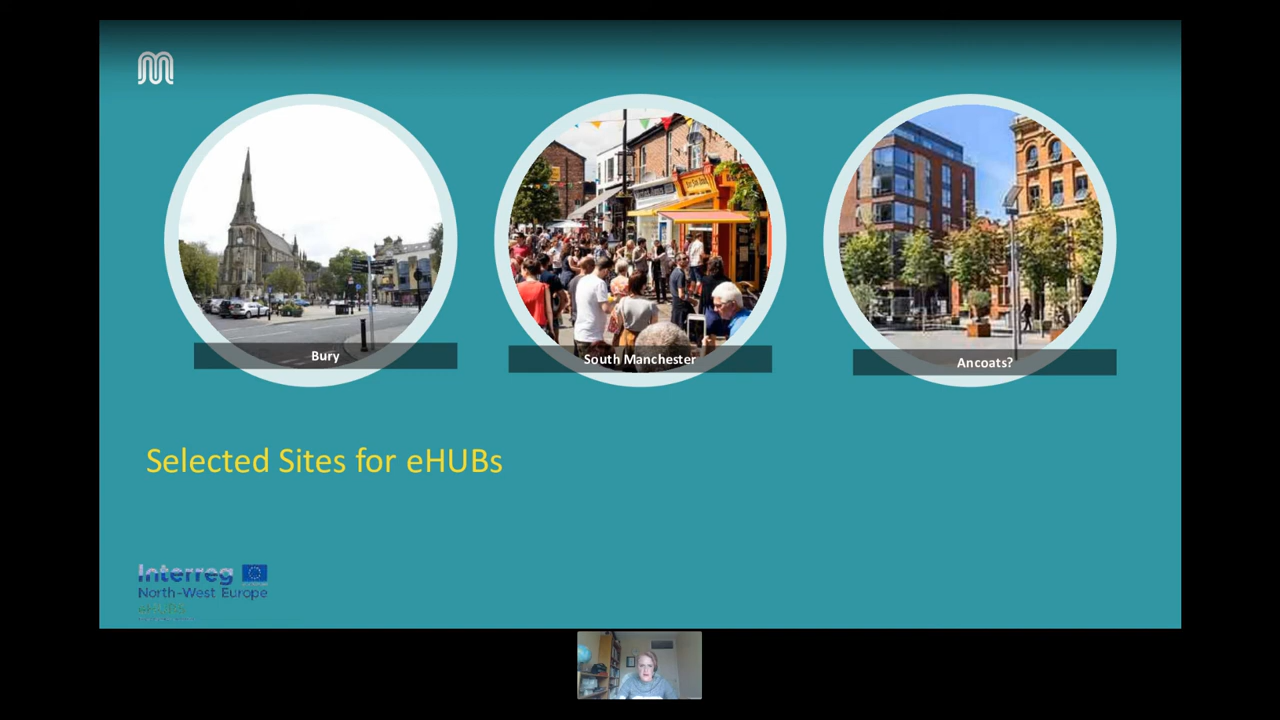 Bury
South Manchester
Ancoats?
Selected Sites for eHUBs
Interreg
North-West Europe